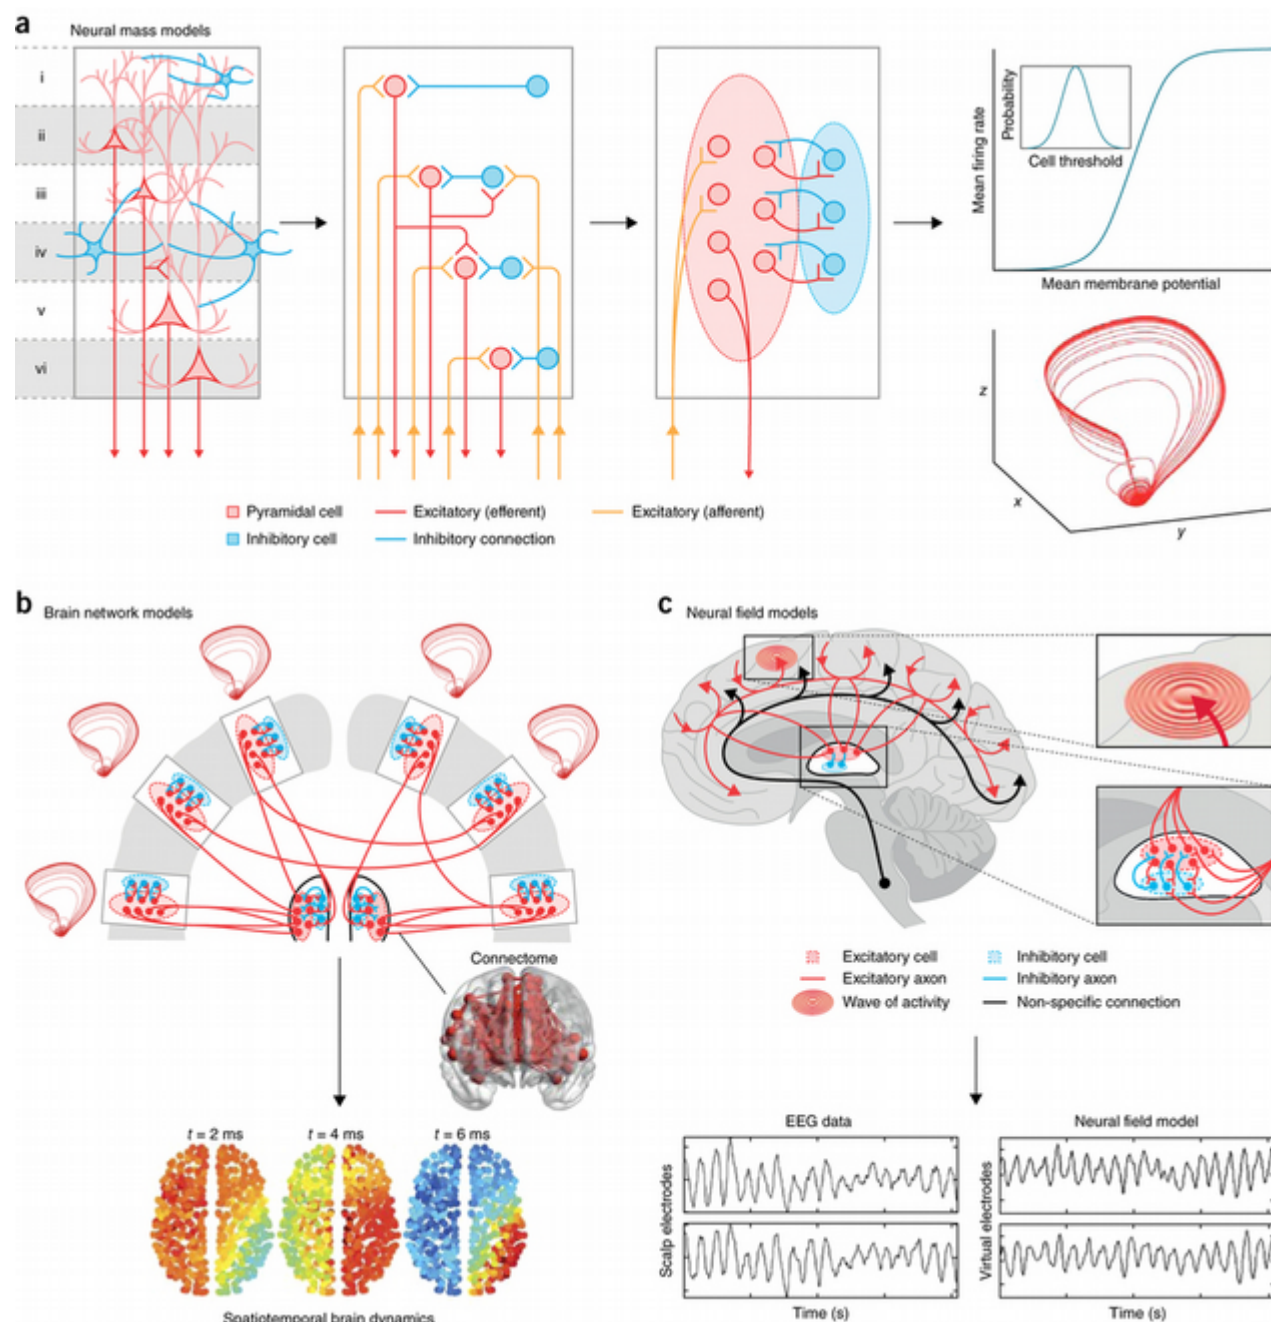 a
Neural mass models
i
ii
iii
iv
v
vi
Mean firing rate
Probability
Cell threshold
Mean membrane potential
z
x
y
Pyramidal cell
Excitatory (efferent)
Excitatory (afferent)
Inhibitory cell
Inhibitory connection
b
Brain network models
Connectome
t = 2 ms
t = 4 ms
t = 6 ms
Spatiotemporal brain dynamics
c
Neural field models
Excitatory cell
Inhibitory cell
Excitatory axon
Inhibitory axon
Wave of activity
Non-specific connection
EEG data
Neural field model
Scalp electrodes
Virtual electrodes
Time (s)
Time (s)